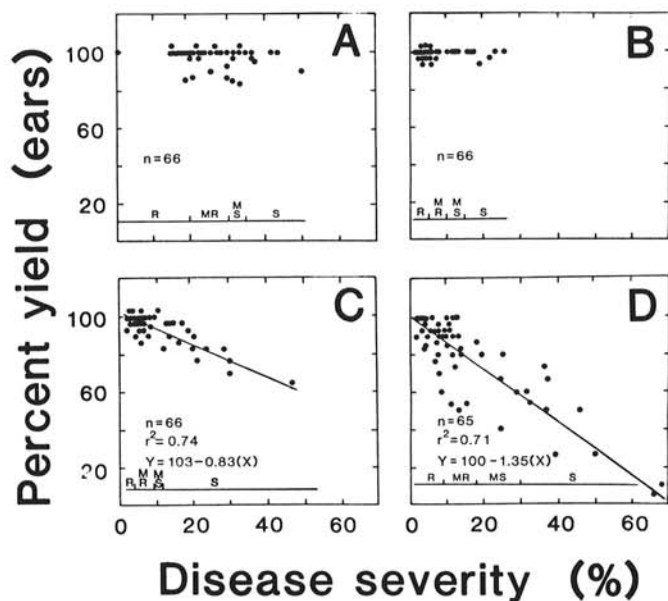 Percent yield (ears)
A
100
80
60
40
20
n=66
R MR M S S
B
n=66
R M R M S S
C
100
60
20
n=66
r²=0.74
Y=103-0.83(X)
R M R M S S
0 20 40 60
D
n=65
r²=0.71
Y=100-1.35(X)
R MR MS S
0 20 40 60
Disease severity (%)